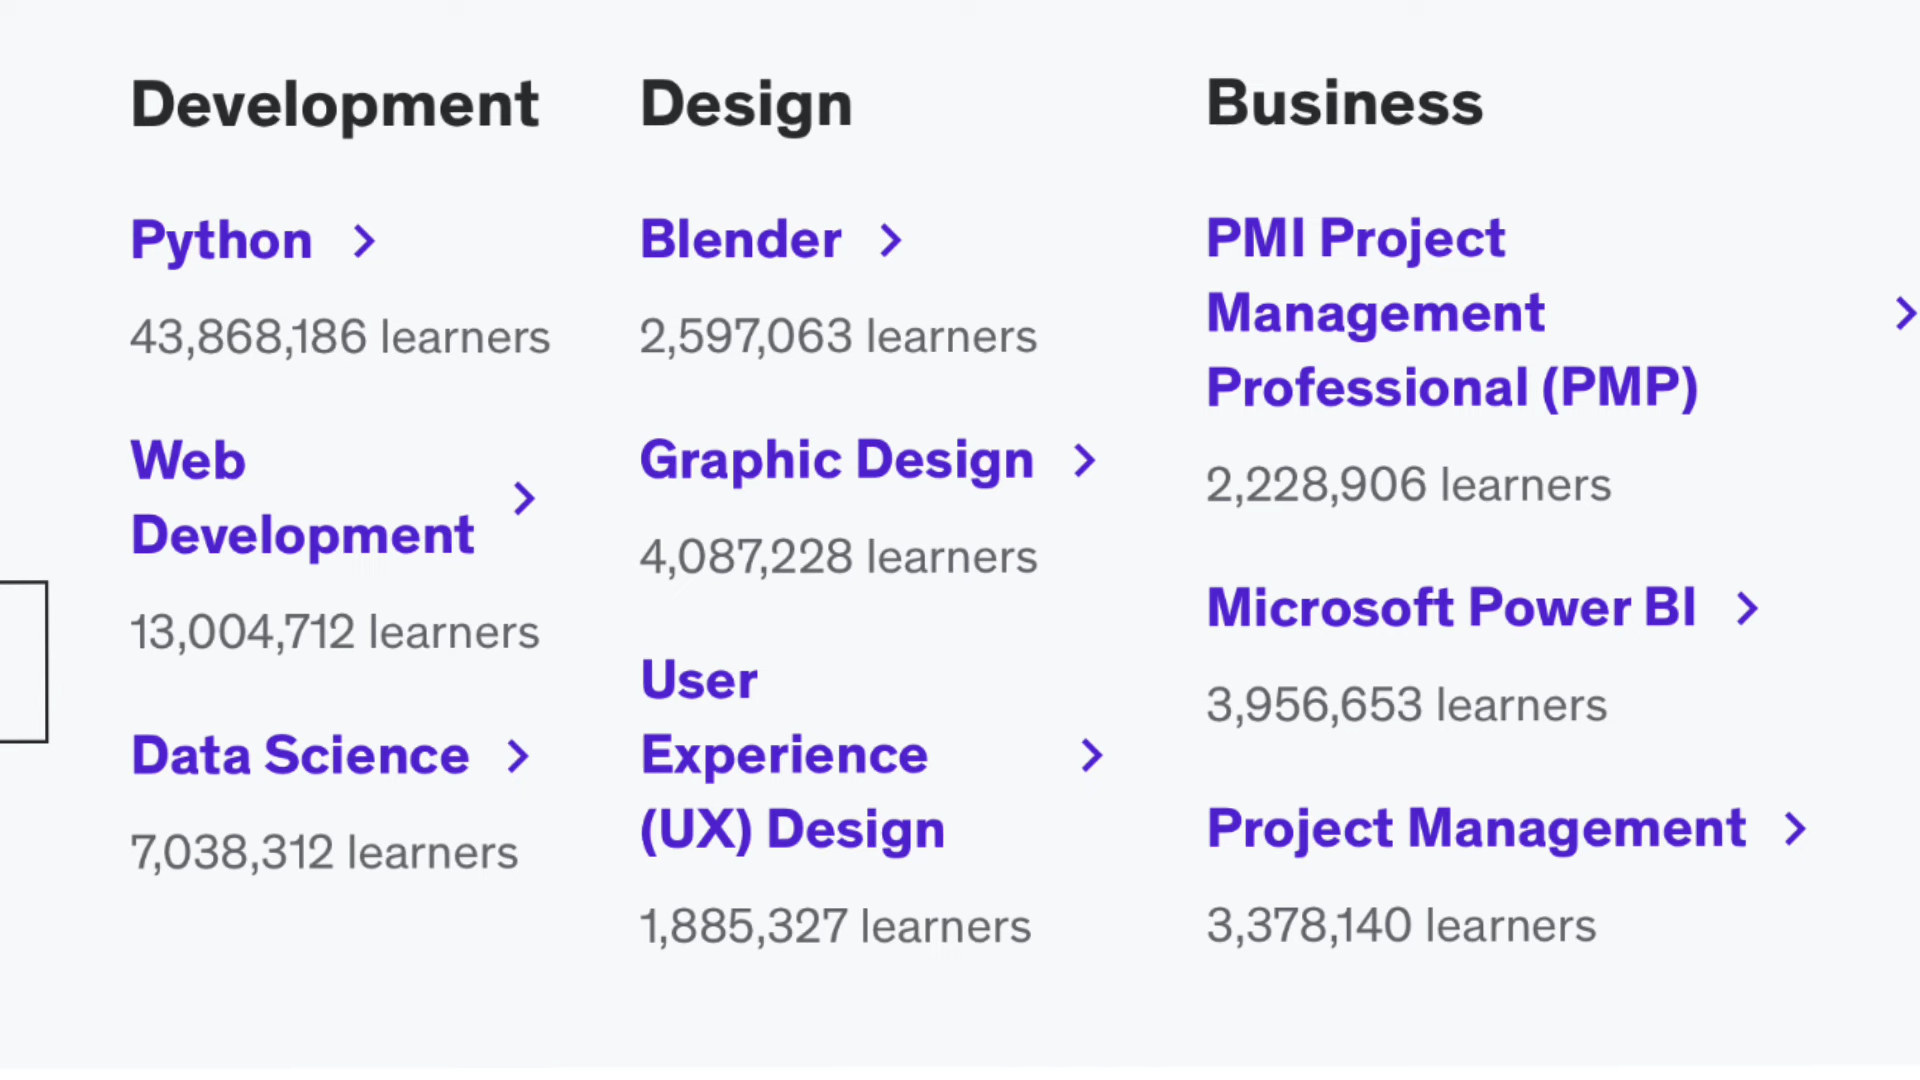 Development
Python
43,868,186 learners
Web
Development
13,004,712 learners
Data Science
7,038,312 learners
Design
Blender
2,597,063 learners
Graphic Design
4,087,228 learners
User
Experience
(UX) Design
1,885,327 learners
Business
PMI Project
Management
Professional (PMP)
2,228,906 learners
Microsoft Power BI
3,956,653 learners
Project Management
3,378,140 learners